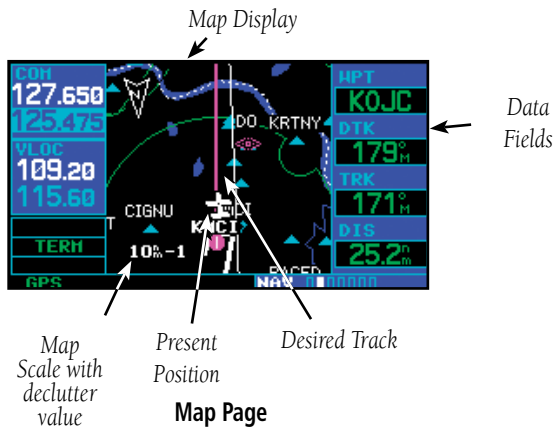 Map Display
COM
127.650
125.475
VLOC
109.20
115.60
TERM
GPS
DO
KRTNY
CIGNU
T
KMCI
10nm-1
NAV
WPT
KOJC
DTK
179°M
TRK
171°M
DIS
25.2nm
Data
Fields
Map
Scale with
declutter
value
Present
Position
Desired Track
Map Page